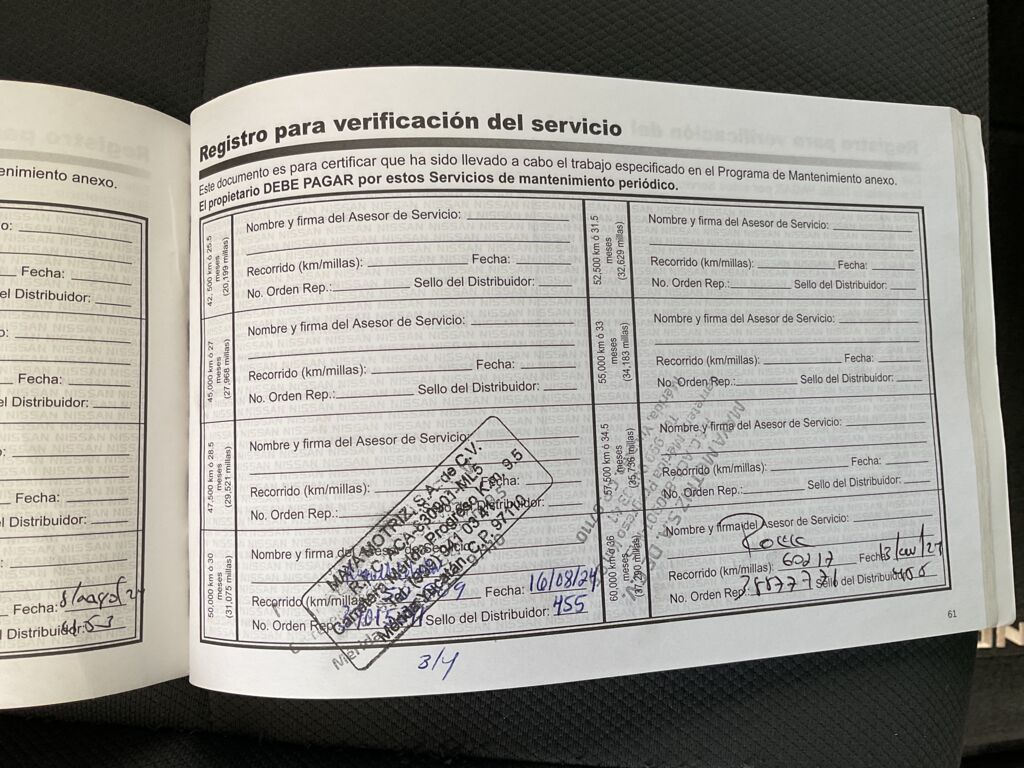 enimiento anexo.
o:
Fecha:
el Distribuidor:
o:
Fecha:
el Distribuidor:
Fecha:
el Distribuidor:
Fecha:
l Distribuidor:
Registro para verificación del servicio
Este documento es para certificar que ha sido llevado a cabo el trabajo especificado en el Programa de Mantenimiento anexo.
El propietario DEBE PAGAR por estos Servicios de mantenimiento periódico.
42, 500 km ó 25.5
meses
(20,199 millas)
Nombre y firma del Asesor de Servicio:
Recorrido (km/millas): Fecha:
No. Orden Rep.: Sello del Distribuidor:
45,000 km ó 27
meses
(27,968 millas)
Nombre y firma del Asesor de Servicio:
Recorrido (km/millas): Fecha:
No. Orden Rep.: Sello del Distribuidor:
47,500 km ó 28.5
meses
(29,521 millas)
Nombre y firma del Asesor de Servicio:
Recorrido (km/millas): Fecha:
No. Orden Rep.: Distribuidor:
50,000 km ó 30
meses
(31,075 millas)
Nombre y firma del Asesor de Servicio
Recorrido (km/millas) Fecha: 16/08/24
No. Orden Rep Sello del Distribuidor: 455
MAYA MOTRIZ, S.A. de C.V.
Carretera Mérida Progreso Km. 9.5
C.P. 97110
3/4
52,500 km ó 31.5
meses
(32,629 millas)
Nombre y firma del Asesor de Servicio:
Recorrido (km/millas): Fecha:
No. Orden Rep.: Sello del Distribuidor:
55,000 km ó 33
meses
(34,183 millas)
Nombre y firma del Asesor de Servicio:
Recorrido (km/millas): Fecha:
No. Orden Rep.: Sello del Distribuidor:
57,500 km ó 34.5
meses
Nombre y firma del Asesor de Servicio:
Recorrido (km/millas): Fecha:
No. Orden Rep.: Sello del Distribuidor:
60,000 km ó 36
meses
(37,290 millas)
Nombre y firma del Asesor de Servicio:
Recorrido (km/millas): 60217 Fecha
No. Orden Rep: del Distribuidor:
61